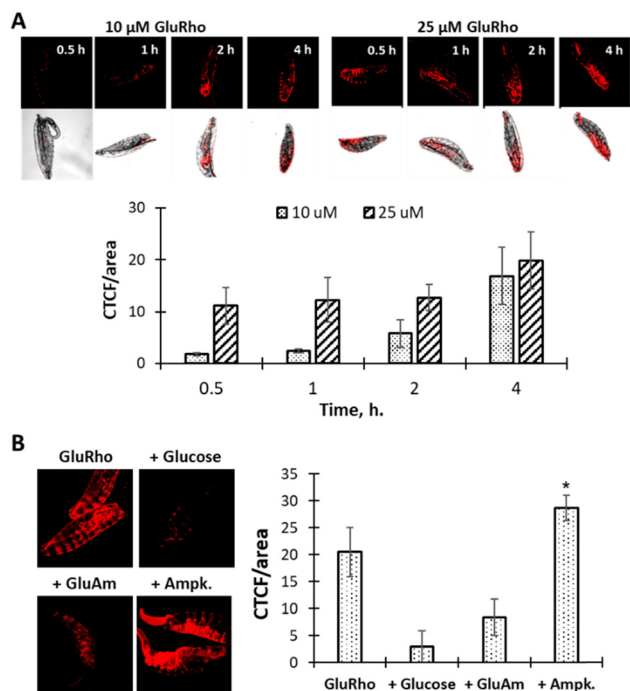 A
10 µM GluRho 25 µM GluRho
0.5 h 1 h 2 h 4 h 0.5 h 1 h 2 h 4 h
10 uM 25 uM
30
20
10
0
CTCF/area
0.5 1 2 4
Time, h.
B
GluRho + Glucose
+ GluAm + Ampk.
35
30
25
20
15
10
5
0
CTCF/area
*
GluRho + Glucose + GluAm + Ampk.